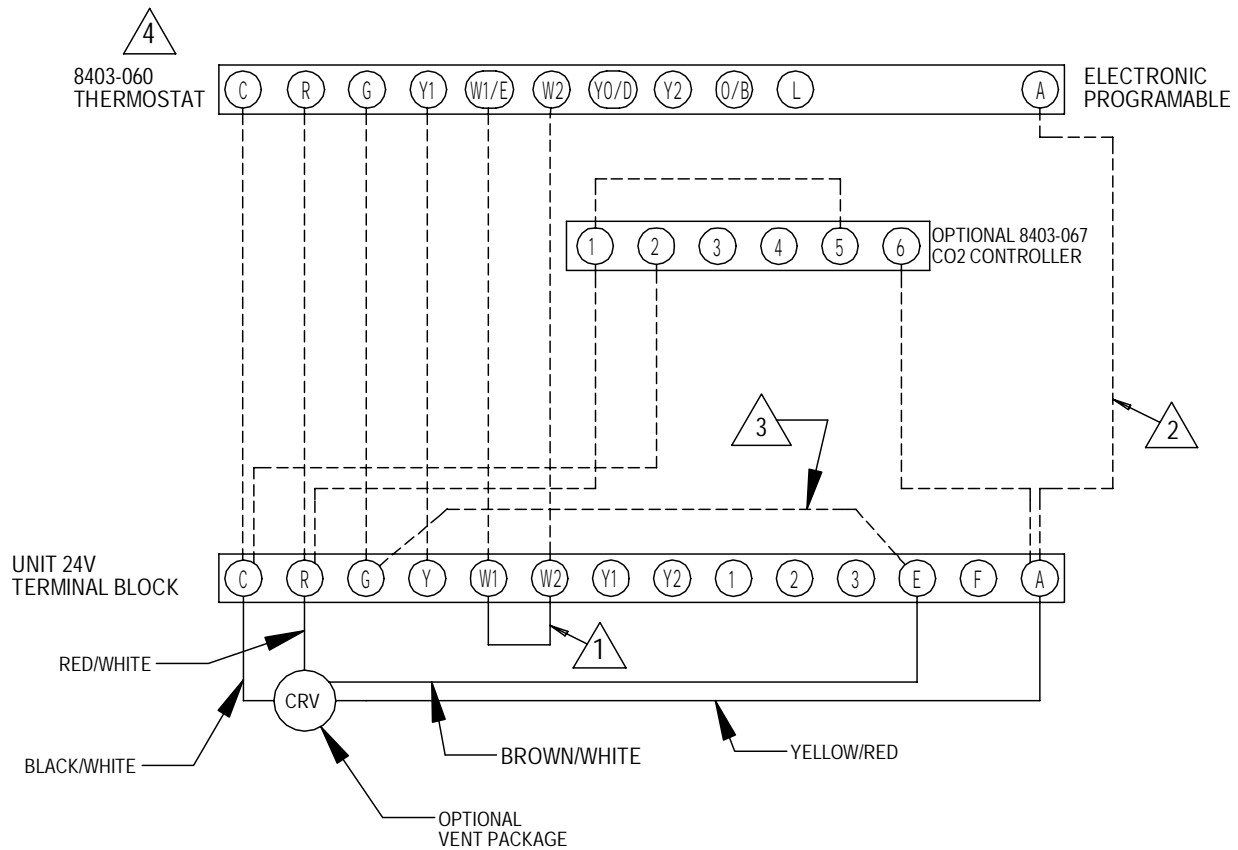 4
8403-060
THERMOSTAT
C R G Y1 W1/E W2 Y0/D Y2 O/B L A
ELECTRONIC
PROGRAMABLE
1 2 3 4 5 6
OPTIONAL 8403-067
CO2 CONTROLLER
3
2
UNIT 24V
TERMINAL BLOCK
C R G Y W1 W2 Y1 Y2 1 2 3 E F A
1
RED/WHITE
CRV
BLACK/WHITE
BROWN/WHITE
YELLOW/RED
OPTIONAL
VENT PACKAGE